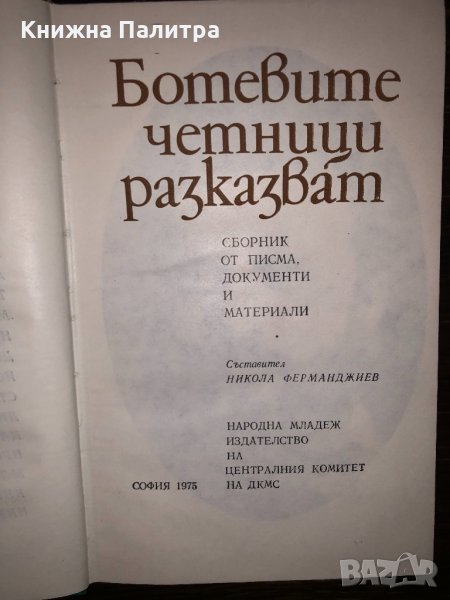 Книжна Палитра
Ботевите
четници
разказват
СБОРНИК
ОТ ПИСМА,
ДОКУМЕНТИ
И
МАТЕРИАЛИ
Съставител
НИКОЛА ФЕРМАНДЖИЕВ
НАРОДНА МЛАДЕЖ
ИЗДАТЕЛСТВО
НА
ЦЕНТРАЛНИЯ КОМИТЕТ
СОФИЯ 1975 НА ДКМС
BAZAR